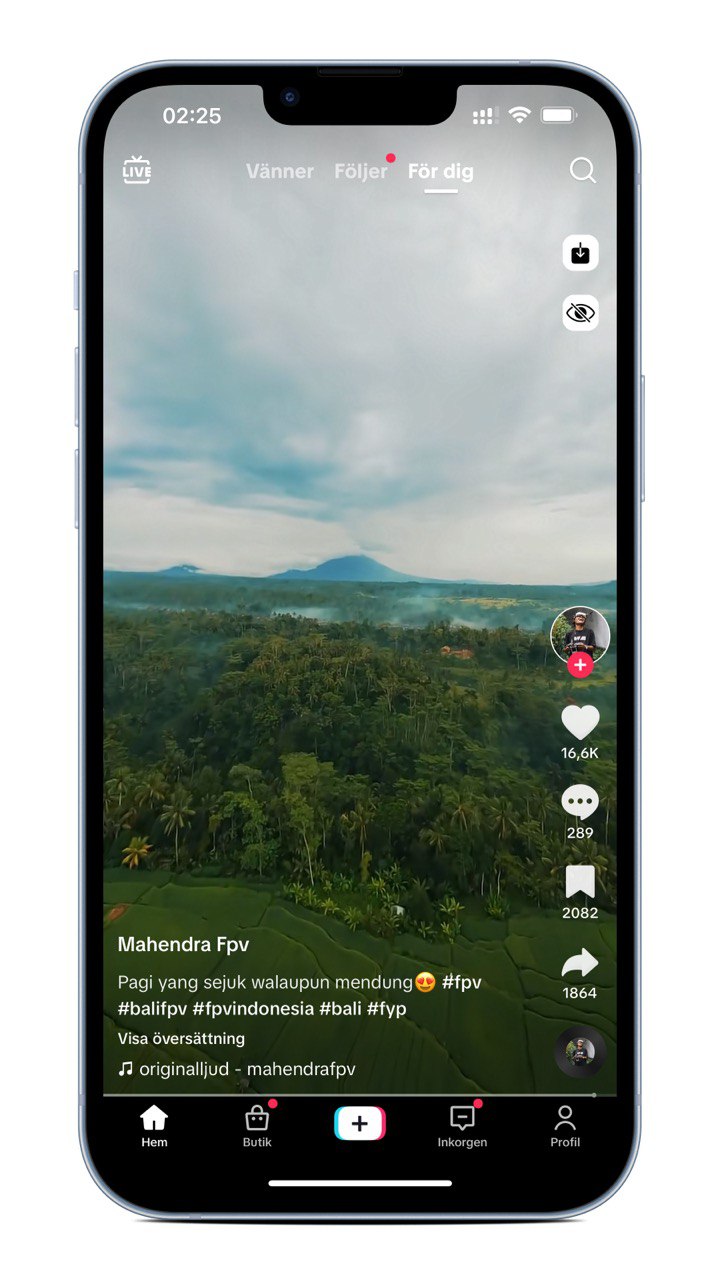 02:25
LIVE
Vänner Följer För dig
16,6K
289
2082
1864
Mahendra Fpv
Pagi yang sejuk walaupun mendung😍 #fpv
#balifpv #fpvindonesia #bali #fyp
Visa översättning
originalljud - mahendrafpv
Hem Butik Inkorgen Profil